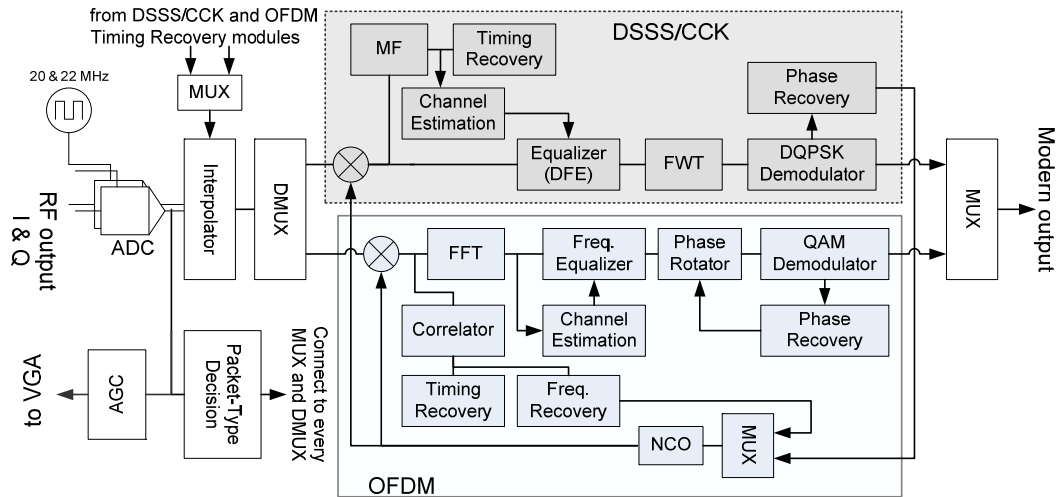 from DSSS/CCK and OFDM
Timing Recovery modules
20 & 22 MHz
MUX
RF output
I & Q
ADC
Interpolator
DMUX
DSSS/CCK
MF
Timing
Recovery
Channel
Estimation
Equalizer
(DFE)
FWT
Phase
Recovery
DQPSK
Demodulator
MUX
Modern output
FFT
Freq.
Equalizer
Phase
Rotator
QAM
Demodulator
Correlator
Channel
Estimation
Phase
Recovery
Timing
Recovery
Freq.
Recovery
NCO
MUX
OFDM
to VGA
AGC
Packet-Type
Decision
Connect to every
MUX and DMUX